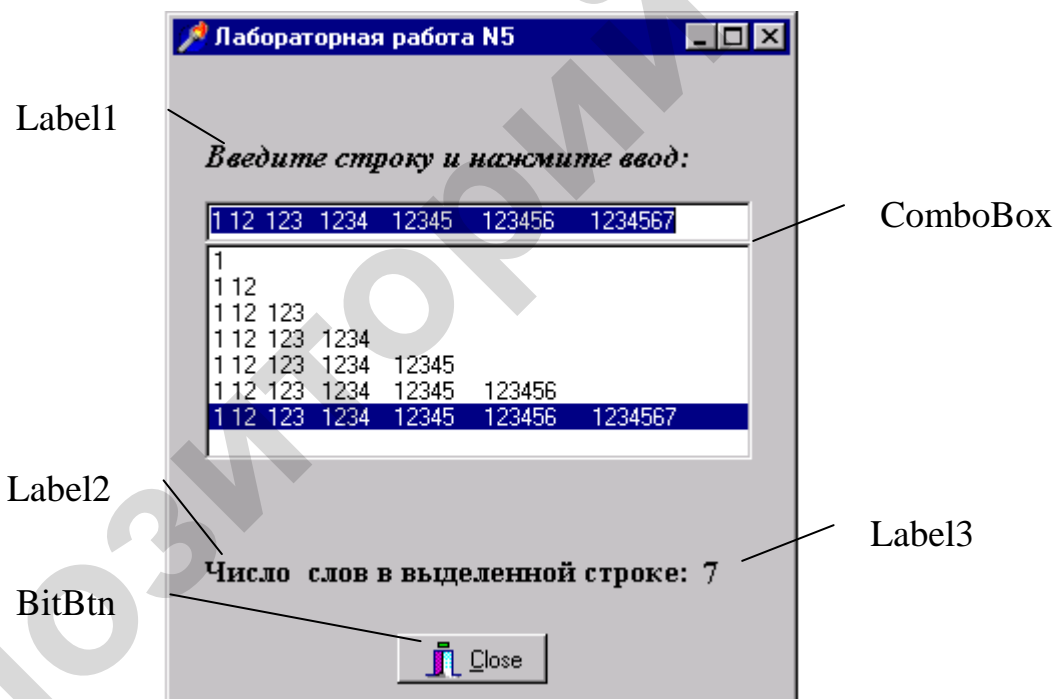 Лабораторная работа N5
Label1
Введите строку и нажмите ввод:
1 12 123 1234 12345 123456 1234567
ComboBox
1
1 12
1 12 123
1 12 123 1234
1 12 123 1234 12345
1 12 123 1234 12345 123456
1 12 123 1234 12345 123456 1234567
Label2
Label3
Число слов в выделенной строке: 7
BitBtn
Close